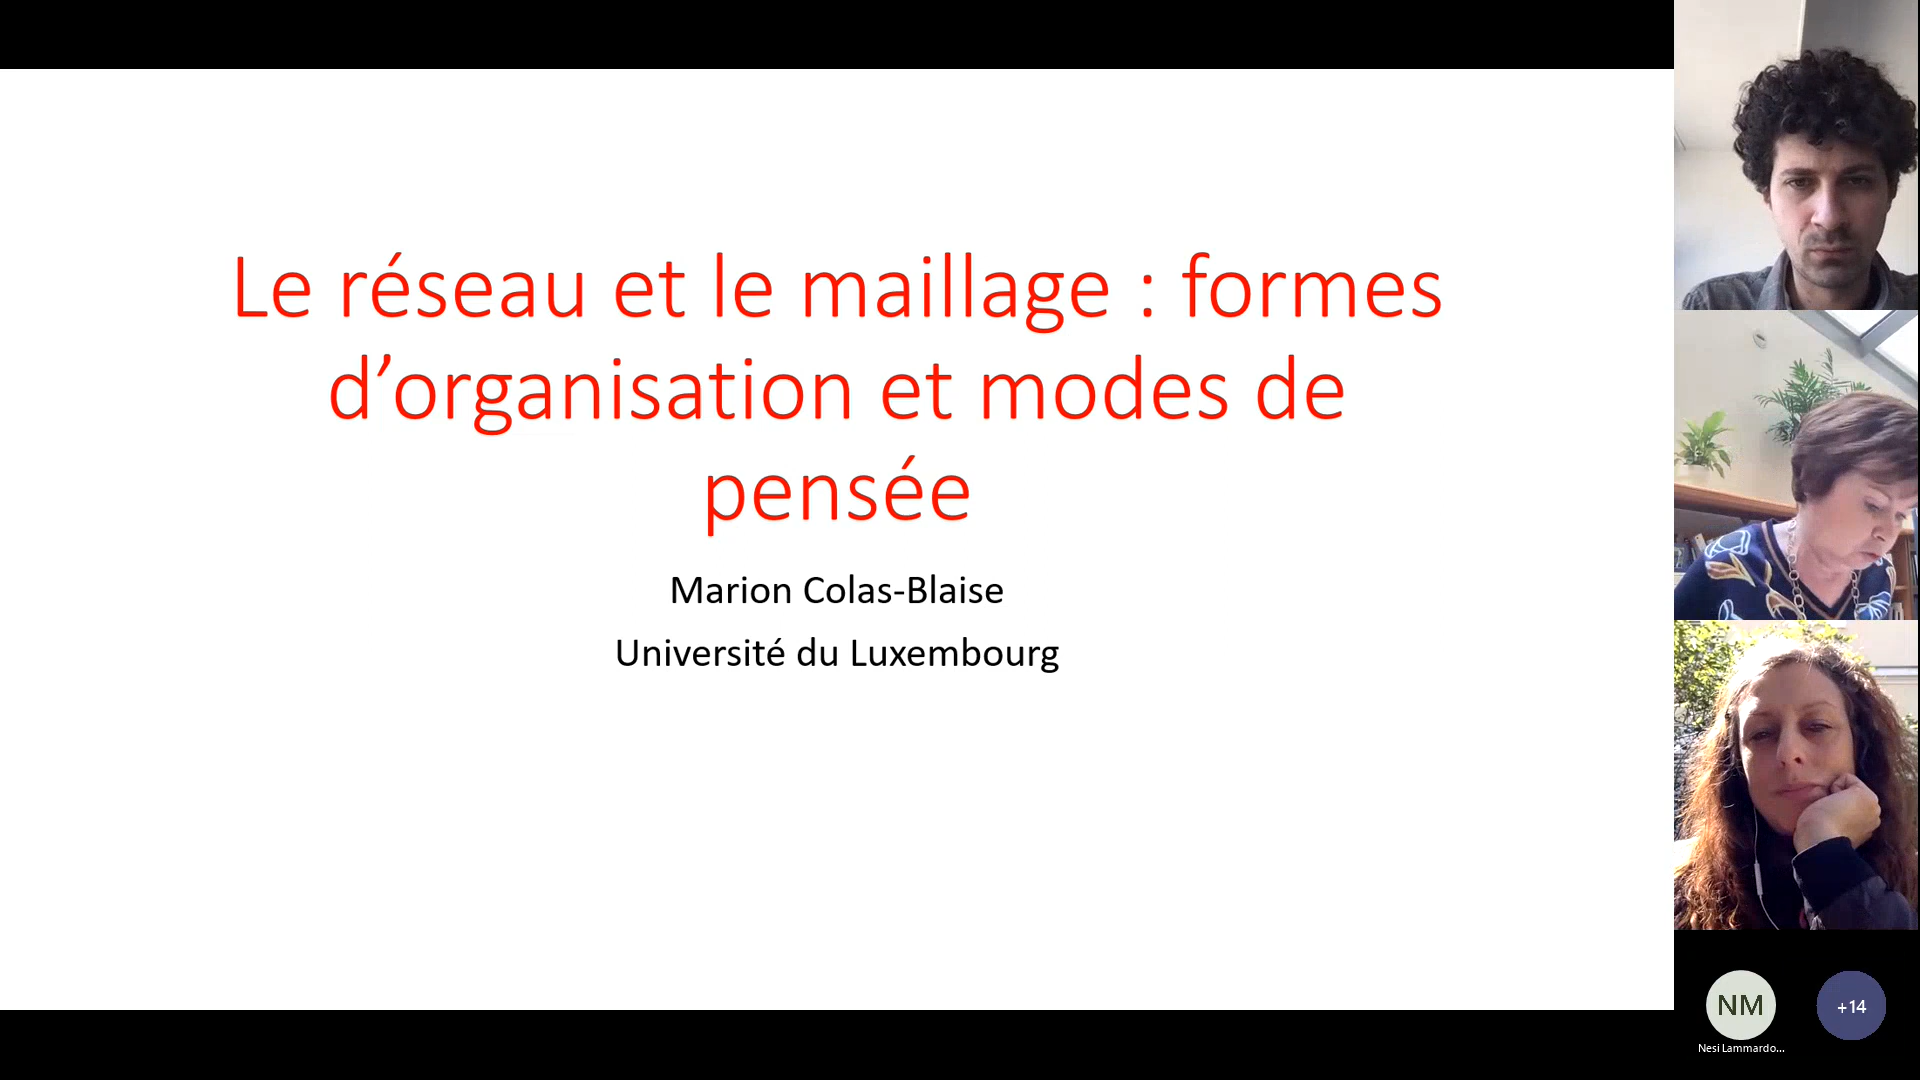 Le réseau et le maillage : formes
d’organisation et modes de
pensée
Marion Colas-Blaise
Université du Luxembourg
NM
+14
Nesi Lammardo...